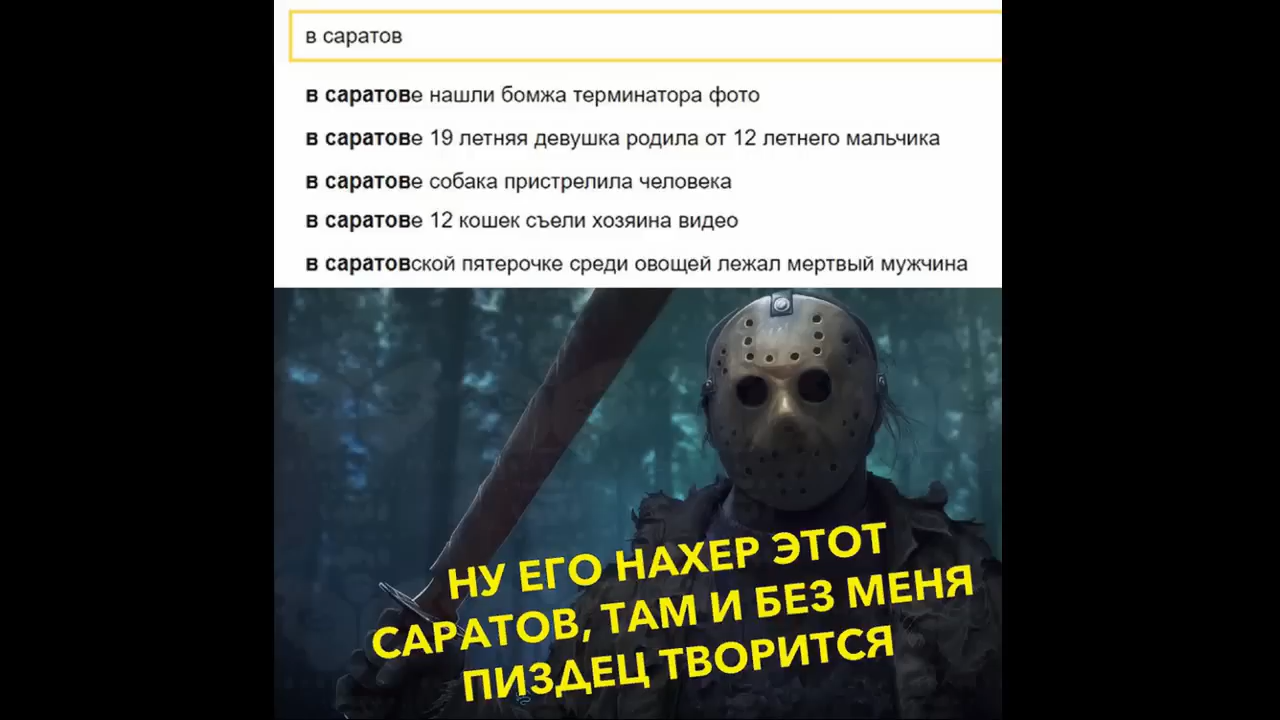 в саратов
в саратове нашли бомжа терминатора фото
в саратове 19 летняя девушка родила от 12 летнего мальчика
в саратове собака пристрелила человека
в саратове 12 кошек съели хозяина видео
в саратовской пятерочке среди овощей лежал мертвый мужчина
НУ ЕГО НАХЕР ЭТОТ
САРАТОВ, ТАМ И БЕЗ МЕНЯ
ПИЗДЕЦ ТВОРИТСЯ